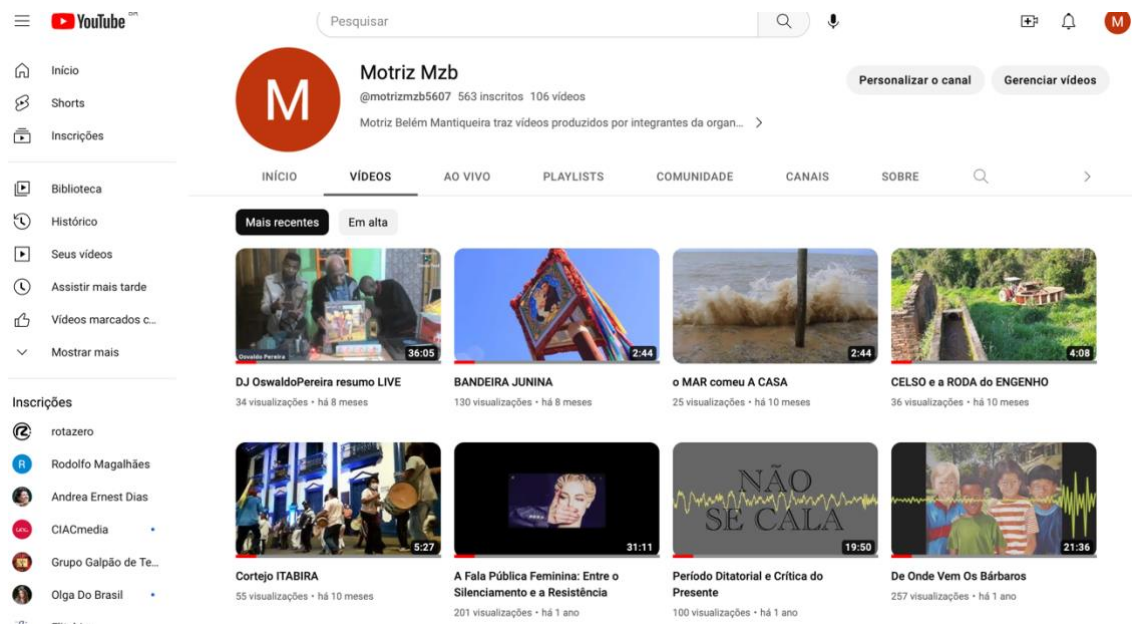 YouTube BR
Pesquisar
M
Início
Shorts
Inscrições
Biblioteca
Histórico
Seus vídeos
Assistir mais tarde
Vídeos marcados c...
Mostrar mais
Inscrições
rotazero
R
Rodolfo Magalhães
Andrea Ernest Dias
CIACmedia
Grupo Galpão de Te...
Olga Do Brasil
M
Motriz Mzb
@motrizmzb5607 563 inscritos 106 vídeos
Motriz Belém Mantiqueira traz vídeos produzidos por integrantes da organ...
Personalizar o canal
Gerenciar vídeos
INÍCIO VÍDEOS AO VIVO PLAYLISTS COMUNIDADE CANAIS SOBRE
Mais recentes Em alta
Osvaldo Pereira
36:05
DJ OswaldoPereira resumo LIVE
34 visualizações • há 8 meses
2:44
BANDEIRA JUNINA
130 visualizações • há 8 meses
2:44
o MAR comeu A CASA
25 visualizações • há 10 meses
4:08
CELSO e a RODA do ENGENHO
36 visualizações • há 10 meses
5:27
Cortejo ITABIRA
55 visualizações • há 10 meses
31:11
A Fala Pública Feminina: Entre o
Silenciamento e a Resistência
201 visualizações • há 1 ano
NÃO
SE CALA
19:50
Período Ditatorial e Crítica do
Presente
100 visualizações • há 1 ano
21:36
De Onde Vem Os Bárbaros
257 visualizações • há 1 ano